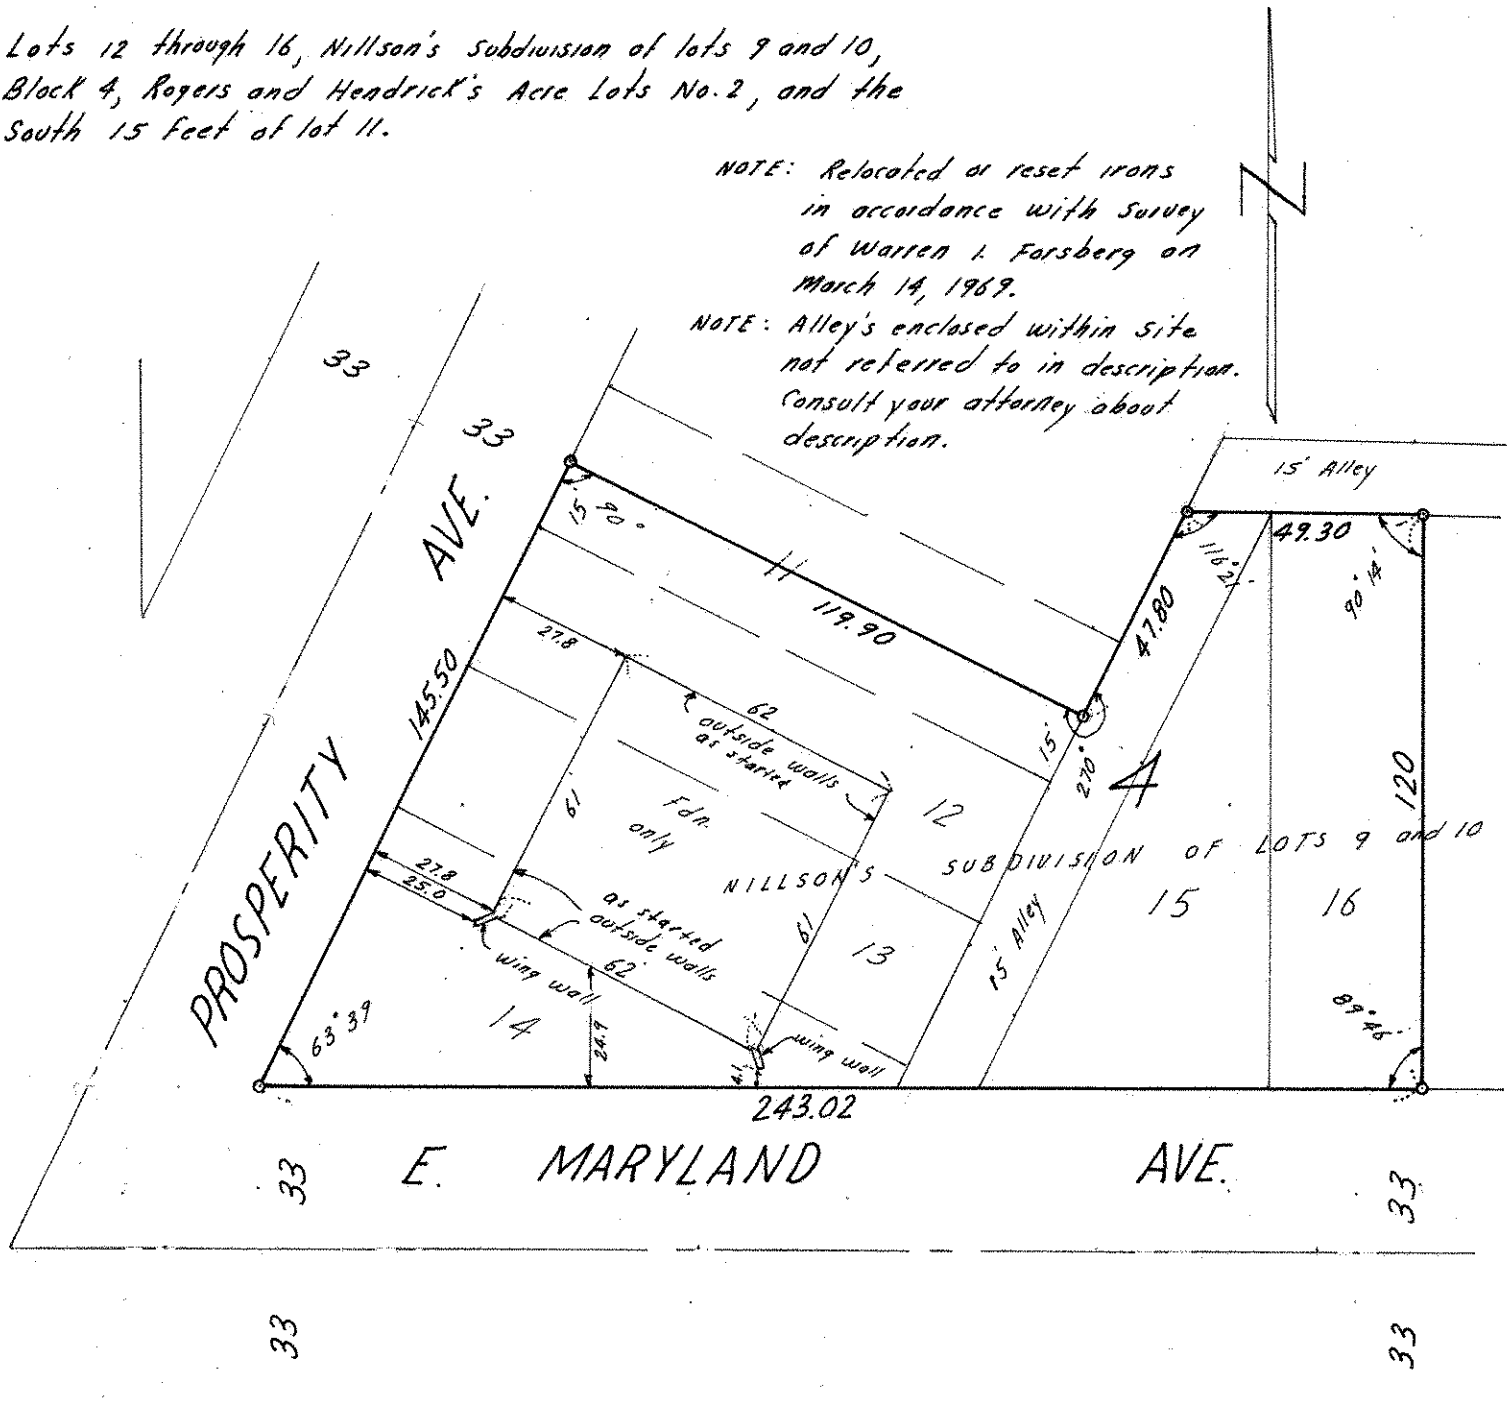 Lots 12 through 16, Nillson's Subdivision of lots 9 and 10,
Block 4, Rogers and Hendrick's Acre Lots No. 2, and the
South 15 feet of lot 11.
NOTE: Relocated or reset irons
in accordance with Survey
of Warren I. Forsberg on
March 14, 1969.
NOTE: Alley's enclosed within site
not referred to in description.
Consult your attorney about
description.
N
33
33
15' Alley
AVE.
15'
90°
11
119.90
49.30
116°21'
90°14'
47.80
27.8
145.50
62
outside walls
as started
15'
270°
4
120
PROSPERITY
61
Fdn.
only
12
NILLSON'S SUBDIVISION OF LOTS 9 and 10
27.8
25.0
as started
outside walls
62
61
13
15' Alley
15
16
wing wall
14
24.9
63°39
4.1
wing wall
89°46'
243.02
E. MARYLAND AVE.
33
33
33
33